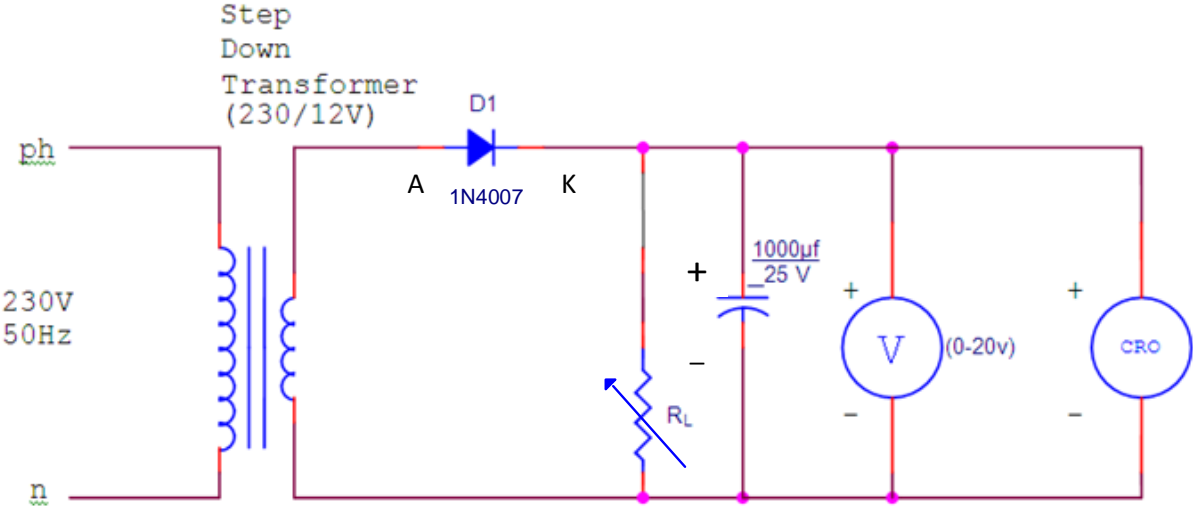 Step
Down
Transformer
(230/12V)
D1
ph
A
1N4007
K
1000µf
25 V
+
230V
50Hz
+
V
(0-20v)
+
CRO
−
RL
−
−
n